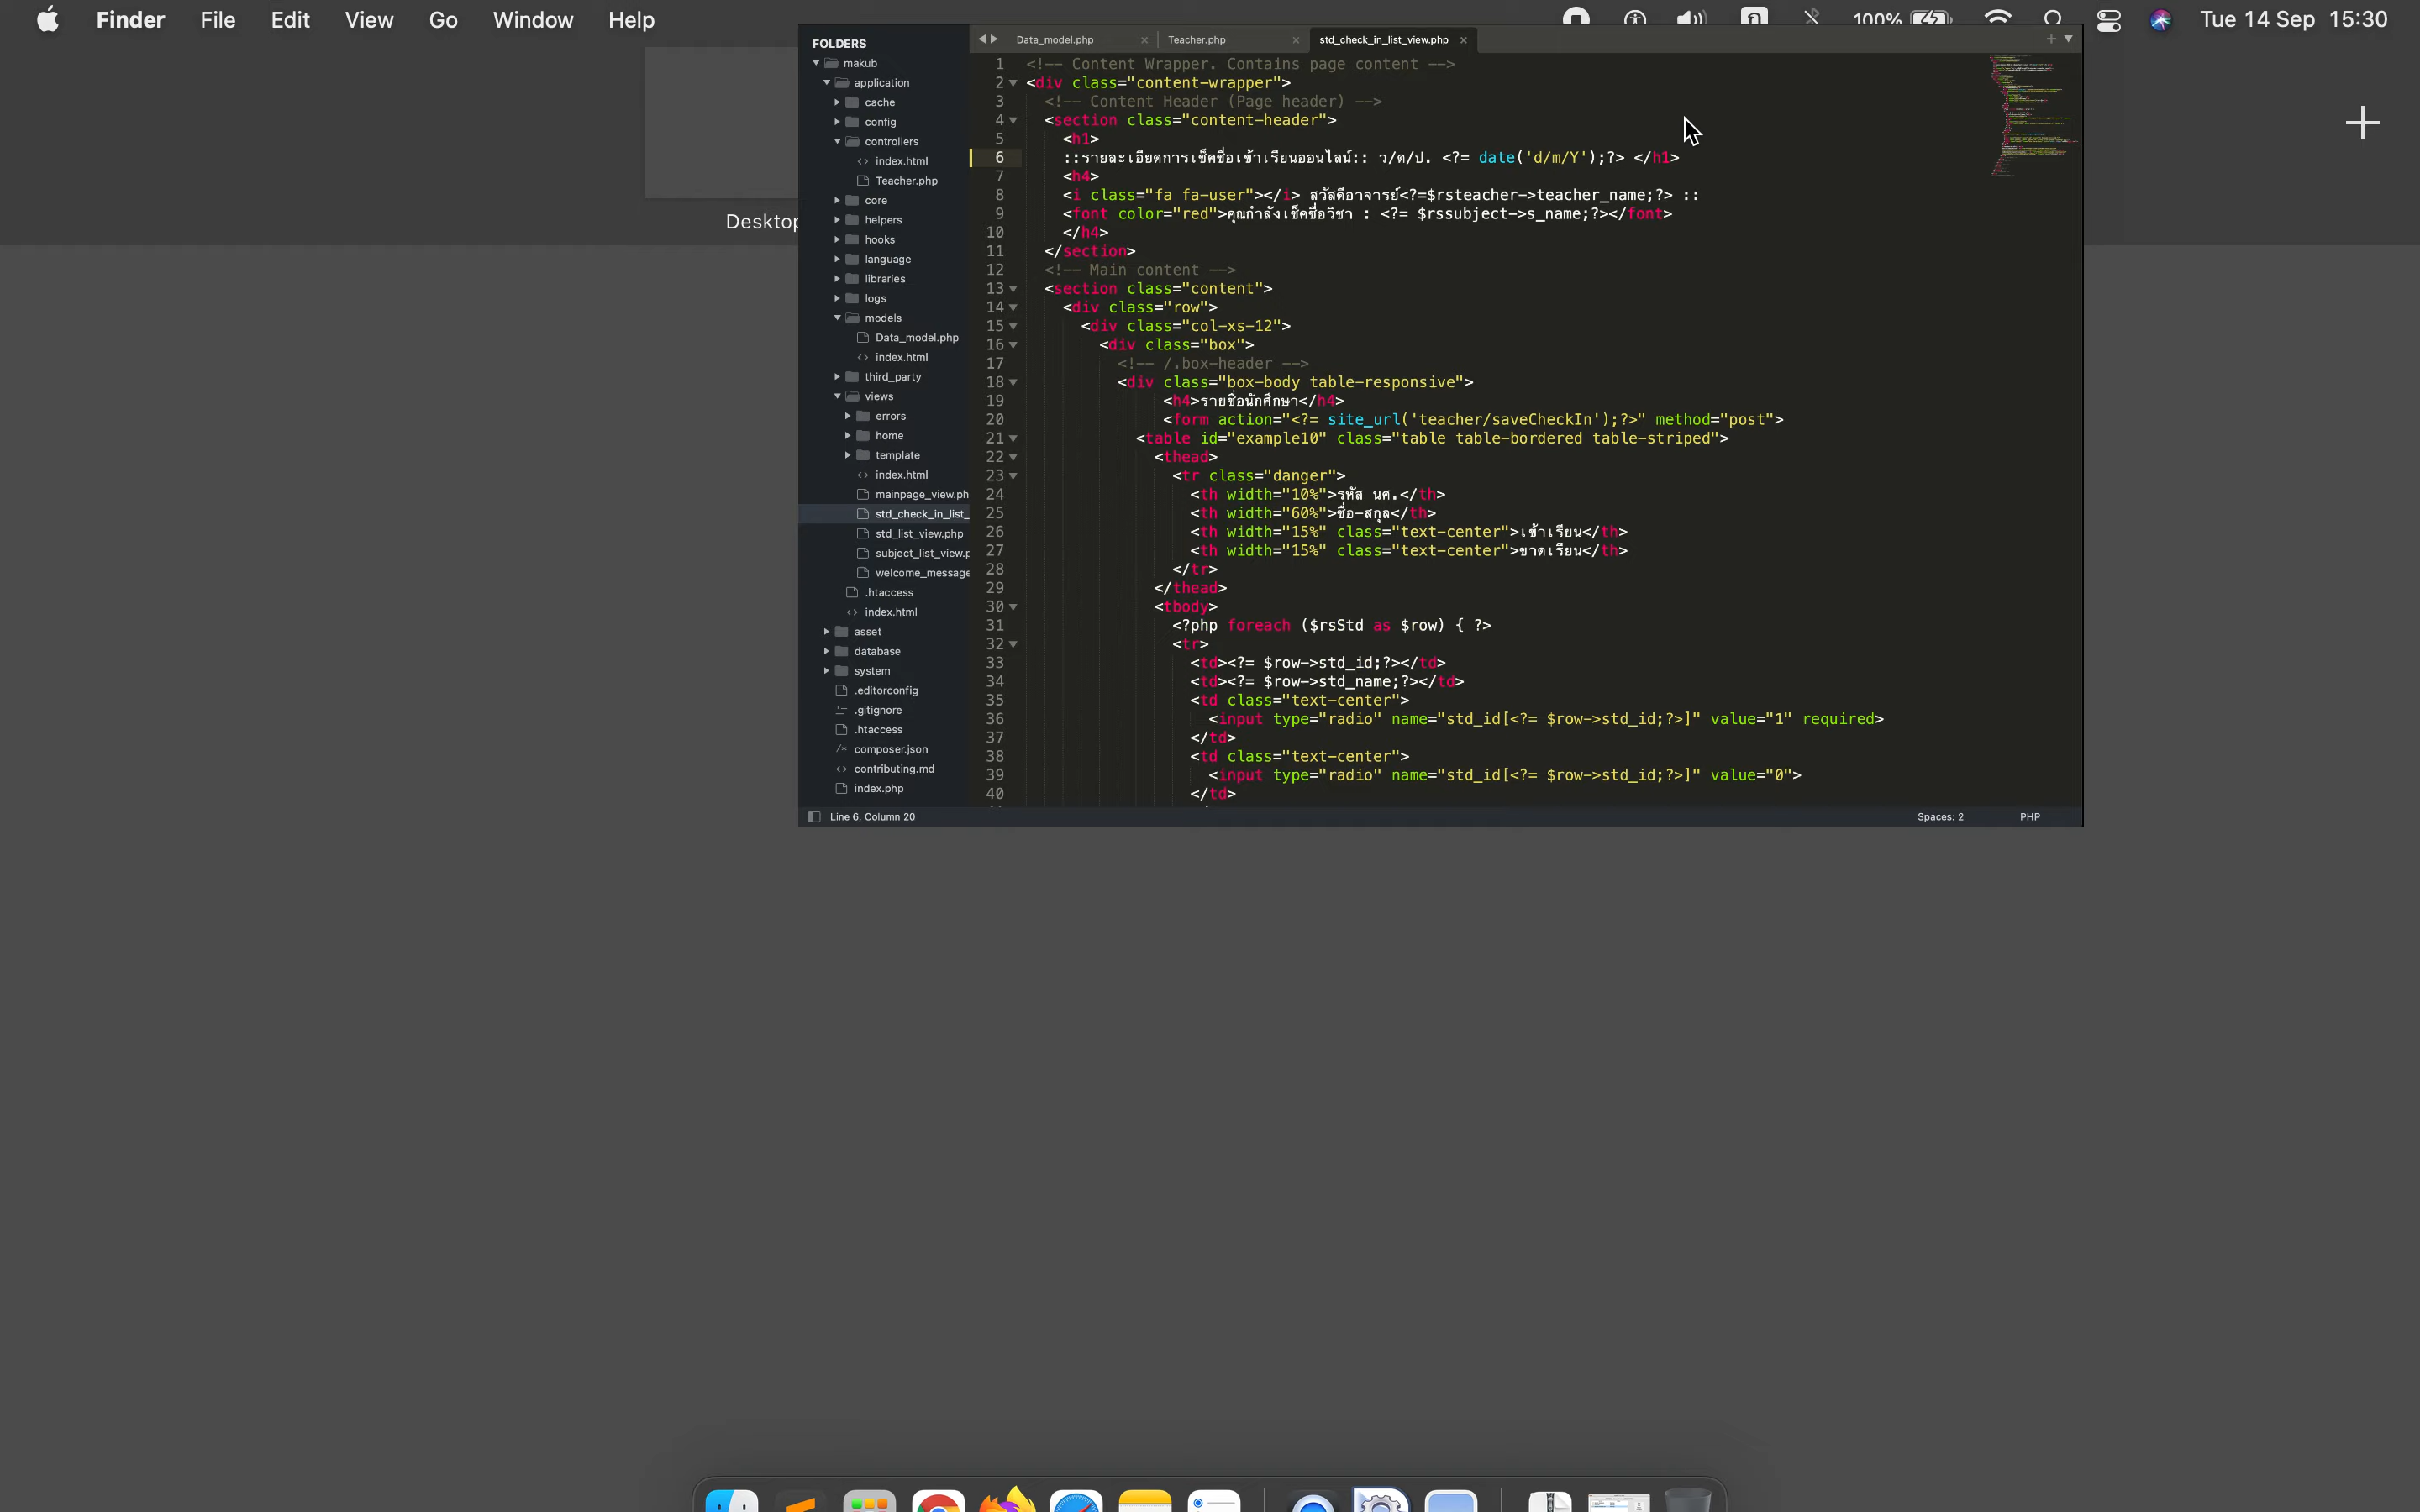 Finder File Edit View Go Window Help 100% Tue 14 Sep 15:30
Desktop
FOLDERS
makub
application
cache
config
controllers
index.html
Teacher.php
core
helpers
hooks
language
libraries
logs
models
Data_model.php
index.html
third_party
views
errors
home
template
index.html
mainpage_view.ph
std_check_in_list_
std_list_view.php
subject_list_view.p
welcome_message
.htaccess
index.html
asset
database
system
.editorconfig
.gitignore
.htaccess
composer.json
contributing.md
index.php
Data_model.php Teacher.php std_check_in_list_view.php
1 <!-- Content Wrapper. Contains page content -->
2 <div class="content-wrapper">
3 <!-- Content Header (Page header) -->
4 <section class="content-header">
5 <h1>
6 ::รายละเอียดการเช็คชื่อเข้าเรียนออนไลน์:: ว/ด/ป. <?= date('d/m/Y');?> </h1>
7 <h4>
8 <i class="fa fa-user"></i> สวัสดีอาจารย์<?=$rsteacher->teacher_name;?> ::
9 <font color="red">คุณกำลังเช็คชื่อวิชา : <?= $rssubject->s_name;?></font>
10 </h4>
11 </section>
12 <!-- Main content -->
13 <section class="content">
14 <div class="row">
15 <div class="col-xs-12">
16 <div class="box">
17 <!-- /.box-header -->
18 <div class="box-body table-responsive">
19 <h4>รายชื่อนักศึกษา</h4>
20 <form action="<?= site_url('teacher/saveCheckIn');?>" method="post">
21 <table id="example10" class="table table-bordered table-striped">
22 <thead>
23 <tr class="danger">
24 <th width="10%">รหัส นศ.</th>
25 <th width="60%">ชื่อ-สกุล</th>
26 <th width="15%" class="text-center">เข้าเรียน</th>
27 <th width="15%" class="text-center">ขาดเรียน</th>
28 </tr>
29 </thead>
30 <tbody>
31 <?php foreach ($rsStd as $row) { ?>
32 <tr>
33 <td><?= $row->std_id;?></td>
34 <td><?= $row->std_name;?></td>
35 <td class="text-center">
36 <input type="radio" name="std_id[<?= $row->std_id;?>]" value="1" required>
37 </td>
38 <td class="text-center">
39 <input type="radio" name="std_id[<?= $row->std_id;?>]" value="0">
40 </td>
Line 6, Column 20 Spaces: 2 PHP